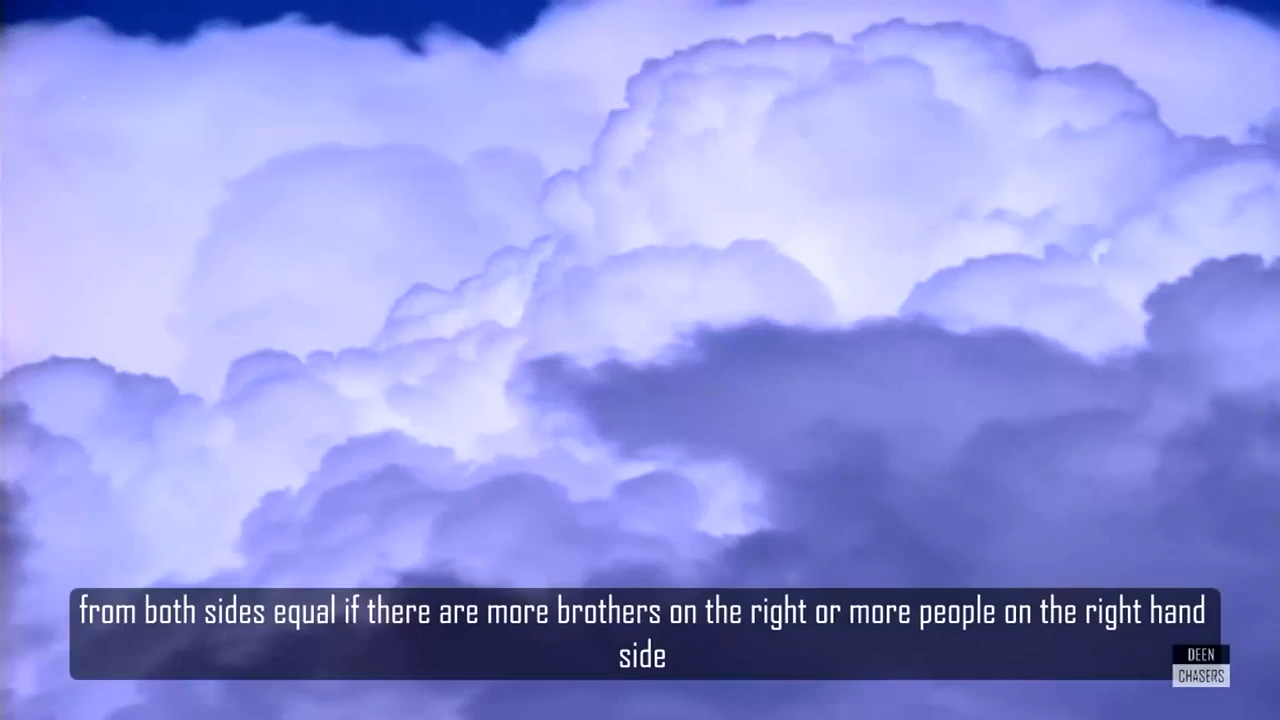 from both sides equal if there are more brothers on the right or more people on the right hand
side
DEEN
CHASERS